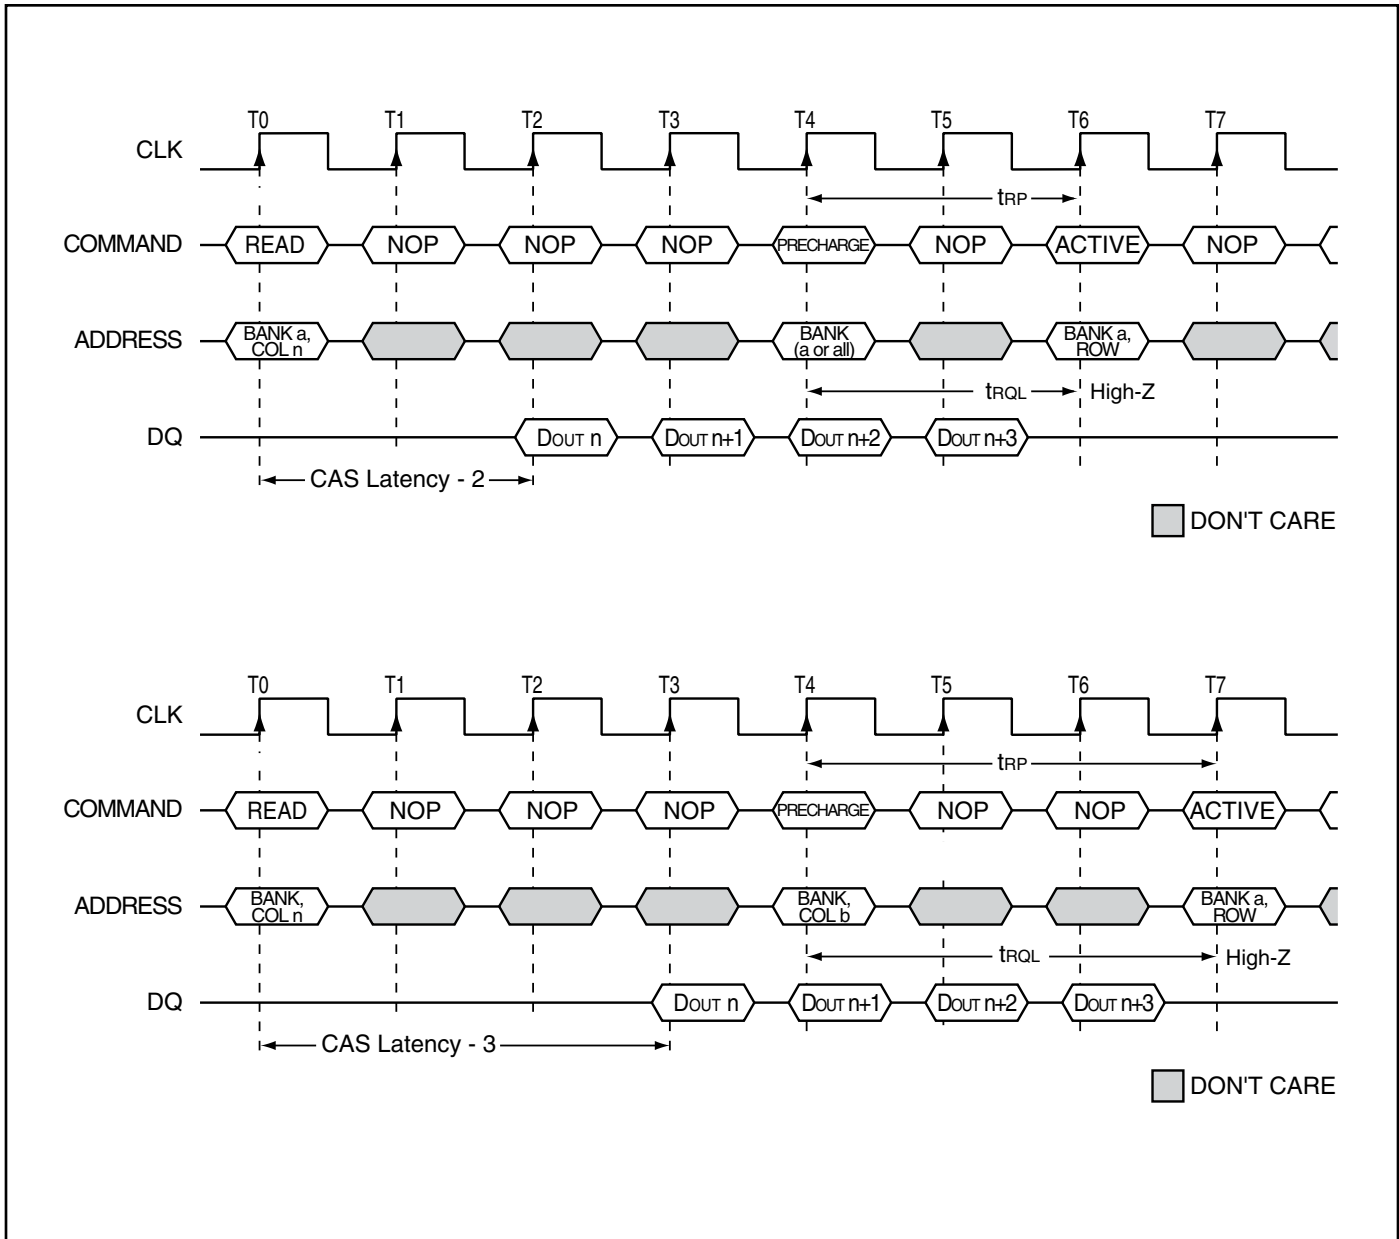 T0 T1 T2 T3 T4 T5 T6 T7
CLK
tRP
COMMAND READ NOP NOP NOP PRECHARGE NOP ACTIVE NOP
ADDRESS BANK a, COL n BANK (a or all) BANK a, ROW
tRQL High-Z
DQ DOUT n DOUT n+1 DOUT n+2 DOUT n+3
CAS Latency - 2
DON'T CARE
T0 T1 T2 T3 T4 T5 T6 T7
CLK
tRP
COMMAND READ NOP NOP NOP PRECHARGE NOP NOP ACTIVE
ADDRESS BANK, COL n BANK, COL b BANK a, ROW
tRQL High-Z
DQ DOUT n DOUT n+1 DOUT n+2 DOUT n+3
CAS Latency - 3
DON'T CARE